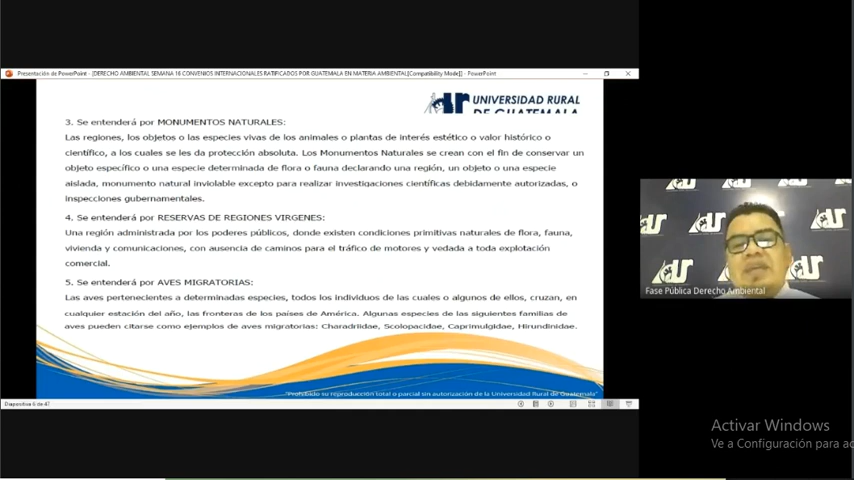 Presentación de PowerPoint - [DERECHO AMBIENTAL SEMANA 16 CONVENIOS INTERNACIONALES RATIFICADOS POR GUATEMALA EN MATERIA AMBIENTAL[Compatibility Mode]] - PowerPoint
UNIVERSIDAD RURAL
DE GUATEMALA
3. Se entenderá por MONUMENTOS NATURALES:
Las regiones, los objetos o las especies vivas de los animales o plantas de interés estético o valor histórico o
científico, a los cuales se les da protección absoluta. Los Monumentos Naturales se crean con el fin de conservar un
objeto específico o una especie determinada de flora o fauna declarando una región, un objeto o una especie
aislada, monumento natural inviolable excepto para realizar investigaciones científicas debidamente autorizadas, o
inspecciones gubernamentales.
4. Se entenderá por RESERVAS DE REGIONES VIRGENES:
Una región administrada por los poderes públicos, donde existen condiciones primitivas naturales de flora, fauna,
vivienda y comunicaciones, con ausencia de caminos para el tráfico de motores y vedada a toda explotación
comercial.
5. Se entenderá por AVES MIGRATORIAS:
Las aves pertenecientes a determinadas especies, todos los individuos de las cuales o algunos de ellos, cruzan, en
cualquier estación del año, las fronteras de los países de América. Algunas especies de las siguientes familias de
aves pueden citarse como ejemplos de aves migratorias: Charadriidae, Scolopacidae, Caprimulgidae, Hirundinidae.
"Prohibido su reproducción total o parcial sin autorización de la Universidad Rural de Guatemala"
Diapositiva 6 de 47
Fase Pública Derecho Ambiental
Activar Windows
Ve a Configuración para ac